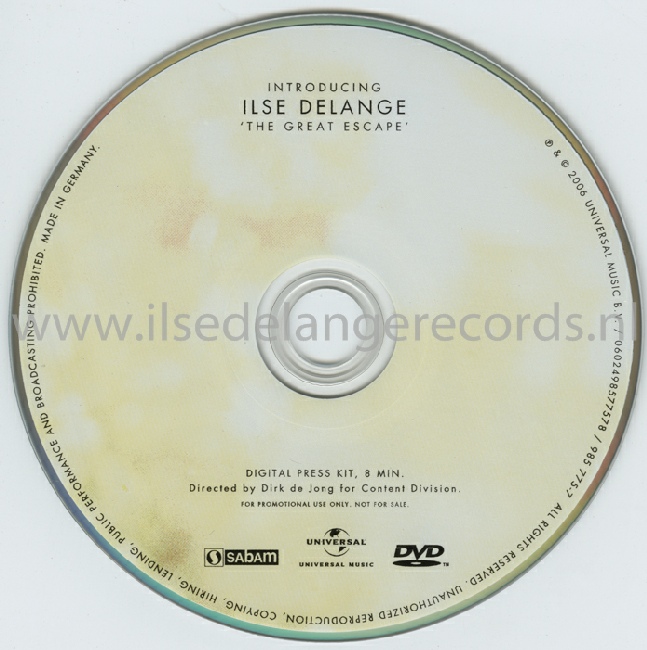 INTRODUCING
ILSE DELANGE
'THE GREAT ESCAPE'
℗ & © 2006 UNIVERSAL MUSIC B.V. / 0602498577578 / 985 775-7 ALL RIGHTS RESERVED. UNAUTHORIZED REPRODUCTION, COPYING, HIRING, LENDING, PUBLIC PERFORMANCE AND BROADCASTING PROHIBITED. MADE IN GERMANY.
www.ilsedelangerecords.nl
DIGITAL PRESS KIT, 8 MIN.
Directed by Dirk de Jong for Content Division.
FOR PROMOTIONAL USE ONLY. NOT FOR SALE.
sabam
UNIVERSAL
UNIVERSAL MUSIC
DVD
TM